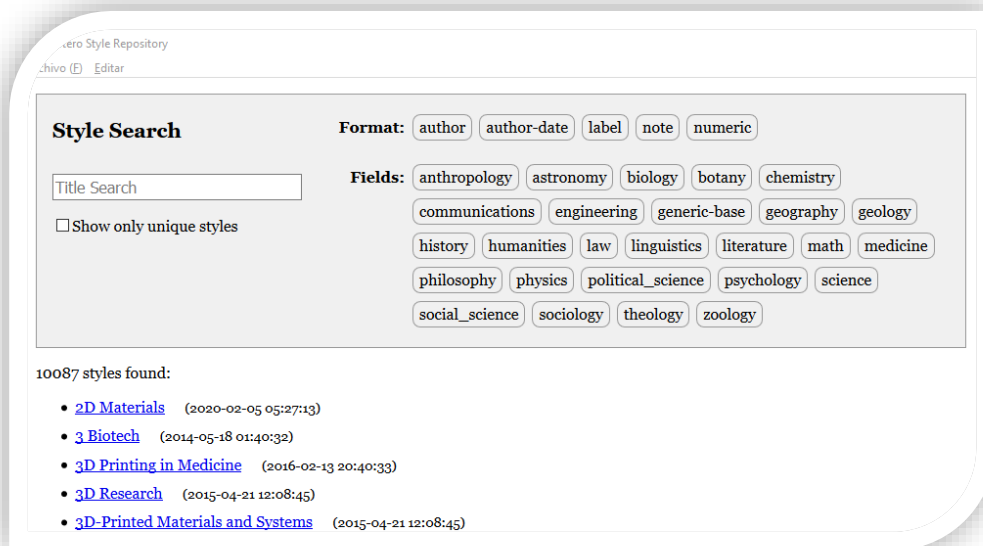 Style Repository
(F) Editar
Style Search
Title Search
Show only unique styles
Format: author author-date label note numeric
Fields: anthropology astronomy biology botany chemistry
communications engineering generic-base geography geology
history humanities law linguistics literature math medicine
philosophy physics political_science psychology science
social_science sociology theology zoology
10087 styles found:
2D Materials (2020-02-05 05:27:13)
3 Biotech (2014-05-18 01:40:32)
3D Printing in Medicine (2016-02-13 20:40:33)
3D Research (2015-04-21 12:08:45)
3D-Printed Materials and Systems (2015-04-21 12:08:45)